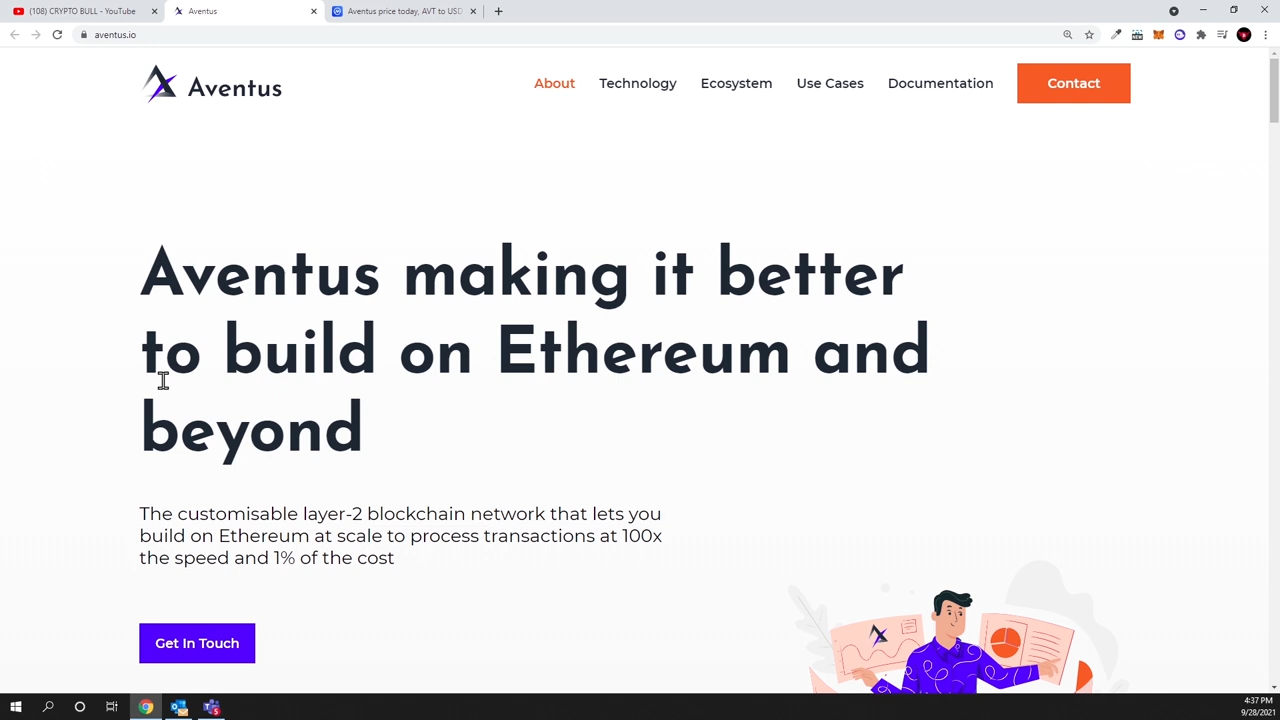 (108) CRYPTO BULL - YouTube
Aventus
Aventus price today, AVT to USD
aventus.io
Aventus
About
Technology
Ecosystem
Use Cases
Documentation
Contact
Aventus making it better
to build on Ethereum and
beyond
The customisable layer-2 blockchain network that lets you
build on Ethereum at scale to process transactions at 100x
the speed and 1% of the cost
Get In Touch
4:37 PM
9/28/2021